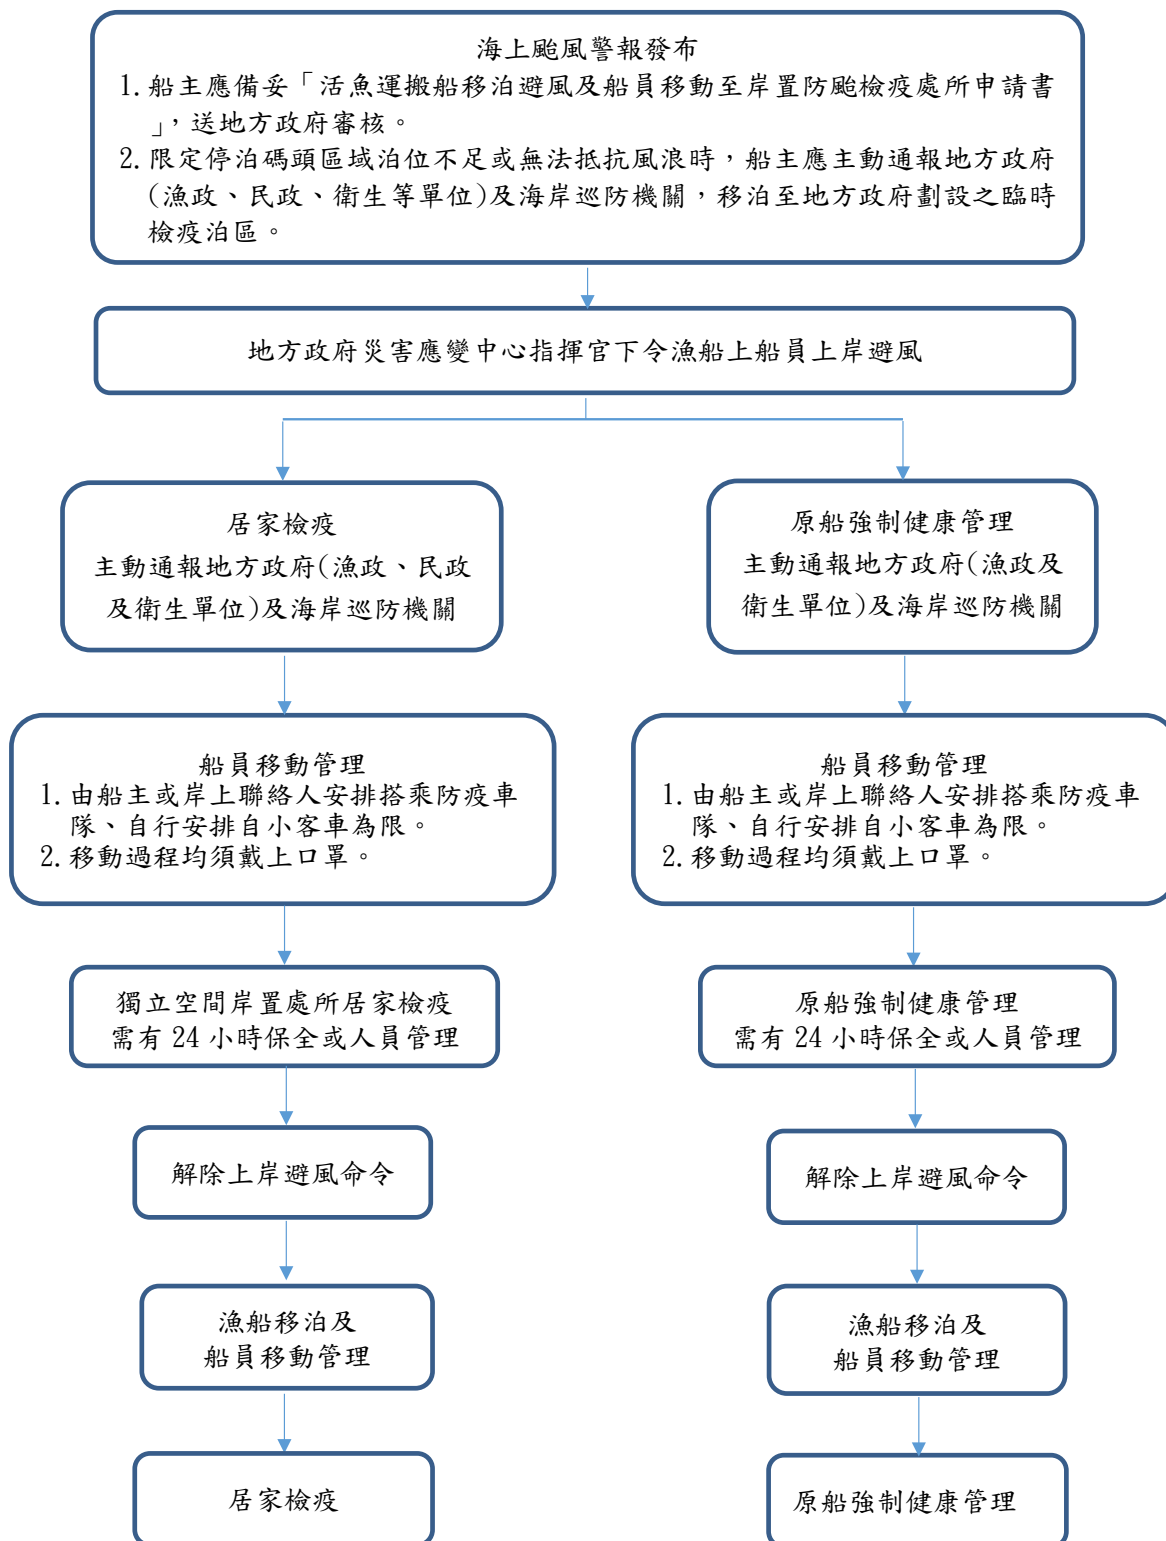 海上颱風警報發布
1. 船主應備妥「活魚運搬船移泊避風及船員移動至岸置防颱檢疫處所申請書
」，送地方政府審核。
2. 限定停泊碼頭區域泊位不足或無法抵抗風浪時，船主應主動通報地方政府
(漁政、民政、衛生等單位)及海岸巡防機關，移泊至地方政府劃設之臨時
檢疫泊區。
地方政府災害應變中心指揮官下令漁船上船員上岸避風
居家檢疫
主動通報地方政府(漁政、民政
及衛生單位)及海岸巡防機關
原船強制健康管理
主動通報地方政府(漁政及
衛生單位)及海岸巡防機關
船員移動管理
1. 由船主或岸上聯絡人安排搭乘防疫車
隊、自行安排自小客車為限。
2. 移動過程均須戴上口罩。
船員移動管理
1. 由船主或岸上聯絡人安排搭乘防疫車
隊、自行安排自小客車為限。
2. 移動過程均須戴上口罩。
獨立空間岸置處所居家檢疫
需有 24 小時保全或人員管理
原船強制健康管理
需有 24 小時保全或人員管理
解除上岸避風命令
解除上岸避風命令
漁船移泊及
船員移動管理
漁船移泊及
船員移動管理
居家檢疫
原船強制健康管理